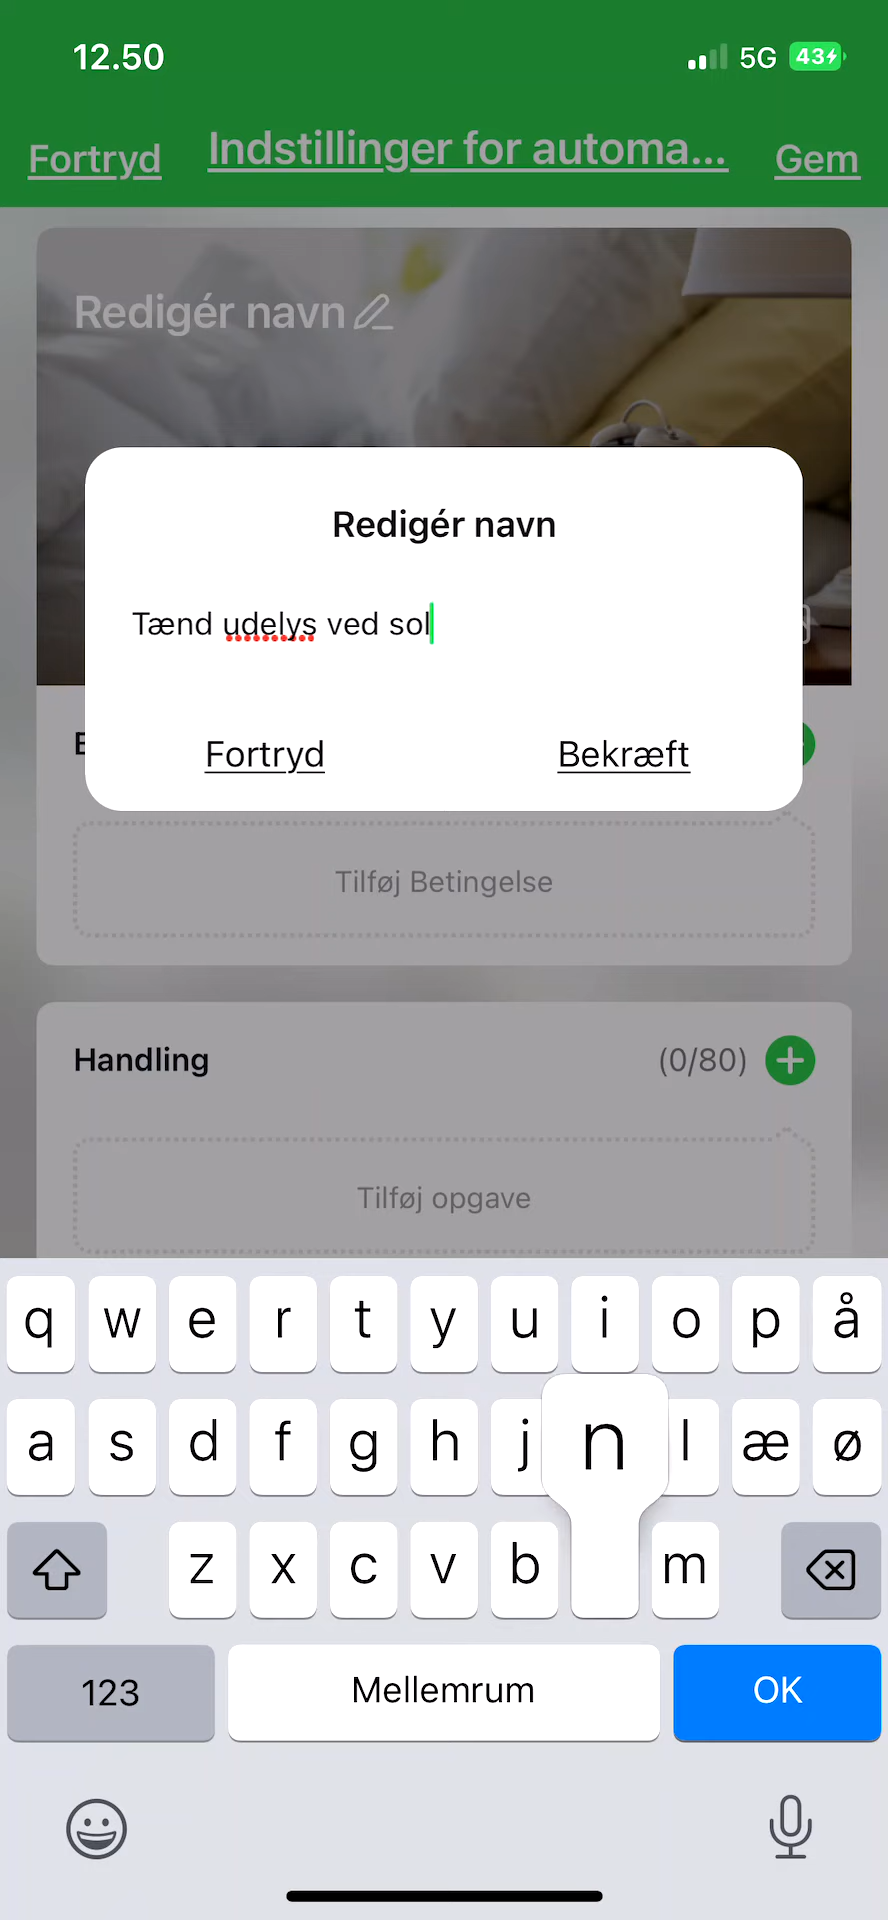 12.50
5G
43
Fortryd
Indstillinger for automa...
Gem
Redigér navn
Redigér navn
Tænd udelys ved sol
Fortryd
Bekræft
Tilføj Betingelse
Handling
(0/80)
Tilføj opgave
q w e r t y u i o p å
a s d f g h j n l æ ø
z x c v b m
123
Mellemrum
OK